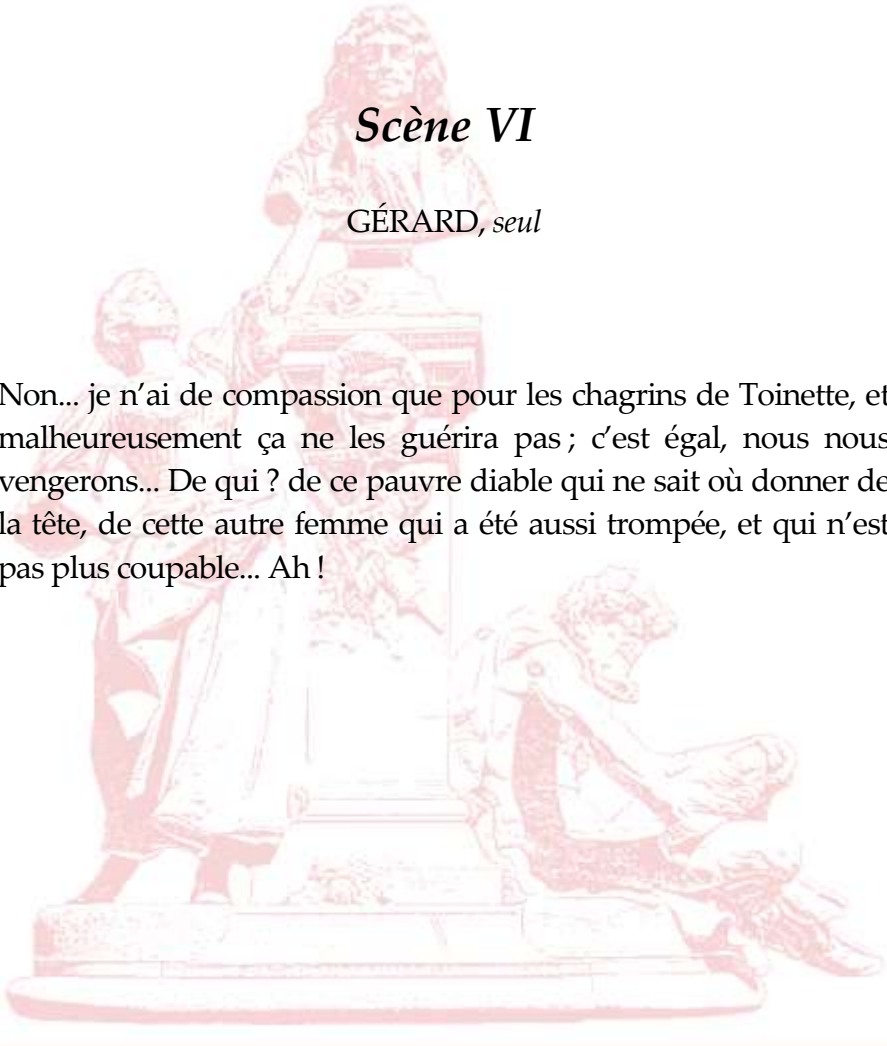 Scène VI
GÉRARD, seul
Non... je n’ai de compassion que pour les chagrins de Toinette, et
malheureusement ça ne les guérira pas ; c’est égal, nous nous
vengerons... De qui ? de ce pauvre diable qui ne sait où donner de
la tête, de cette autre femme qui a été aussi trompée, et qui n’est
pas plus coupable... Ah !